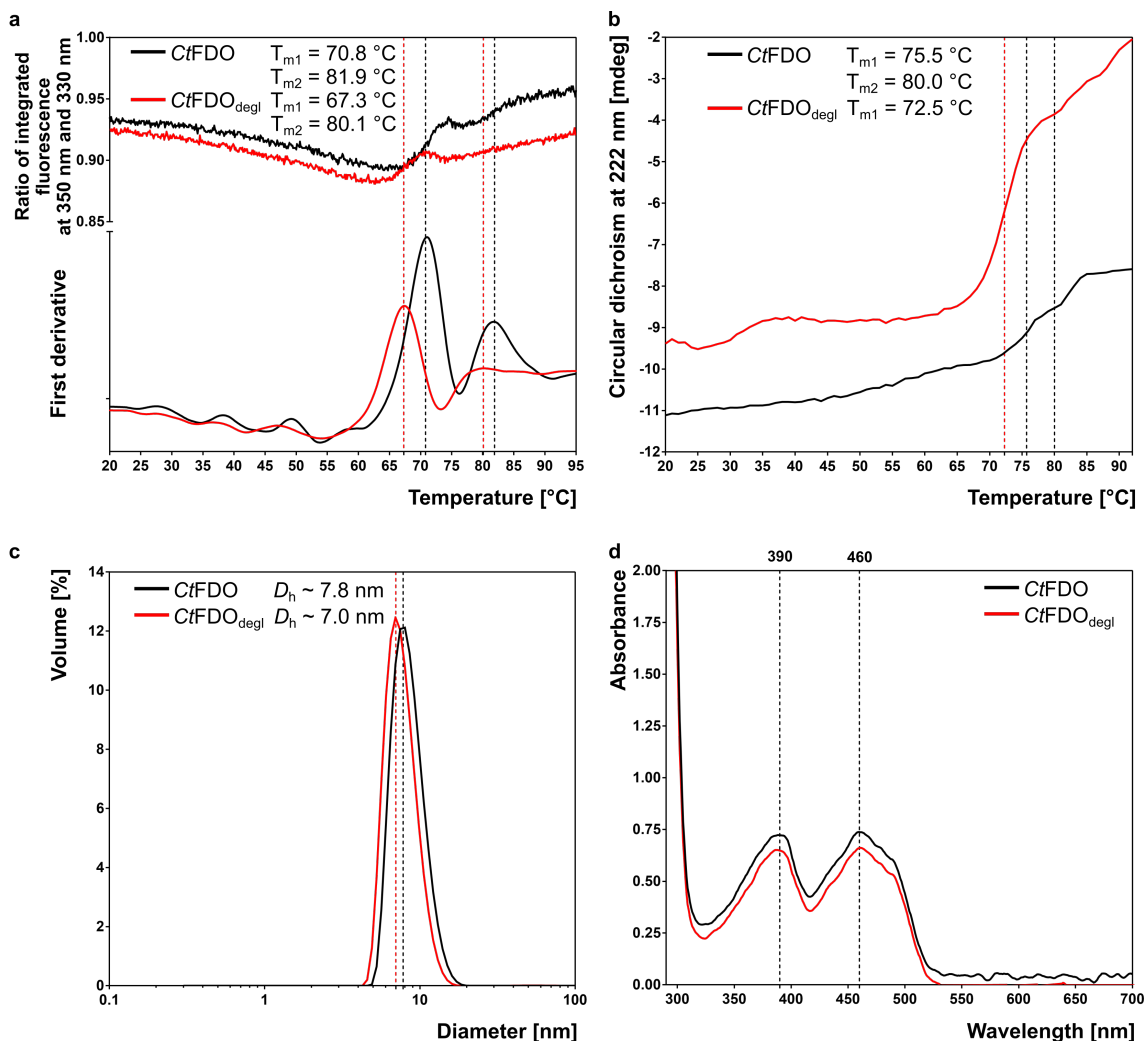 a
Ratio of integrated
fluorescence
at 350 nm and 330 nm
1.00
0.95
0.90
0.85
CtFDO Tm1 = 70.8 °C
Tm2 = 81.9 °C
CtFDOdegl Tm1 = 67.3 °C
Tm2 = 80.1 °C
First derivative
20 25 30 35 40 45 50 55 60 65 70 75 80 85 90 95
Temperature [°C]
b
Circular dichroism at 222 nm [mdeg]
-2
-3
-4
-5
-6
-7
-8
-9
-10
-11
-12
CtFDO Tm1 = 75.5 °C
Tm2 = 80.0 °C
CtFDOdegl Tm1 = 72.5 °C
20 25 30 35 40 45 50 55 60 65 70 75 80 85 90
Temperature [°C]
c
Volume [%]
14
12
10
8
6
4
2
0
CtFDO Dh ~ 7.8 nm
CtFDOdegl Dh ~ 7.0 nm
0.1 1 10 100
Diameter [nm]
d
390 460
Absorbance
2.00
1.75
1.50
1.25
1.00
0.75
0.50
0.25
0.00
CtFDO
CtFDOdegl
300 350 400 450 500 550 600 650 700
Wavelength [nm]